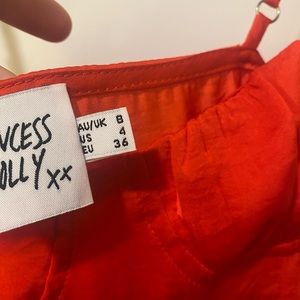 NCESS
OLLY xx
AU/UK 8
US 4
EU 36